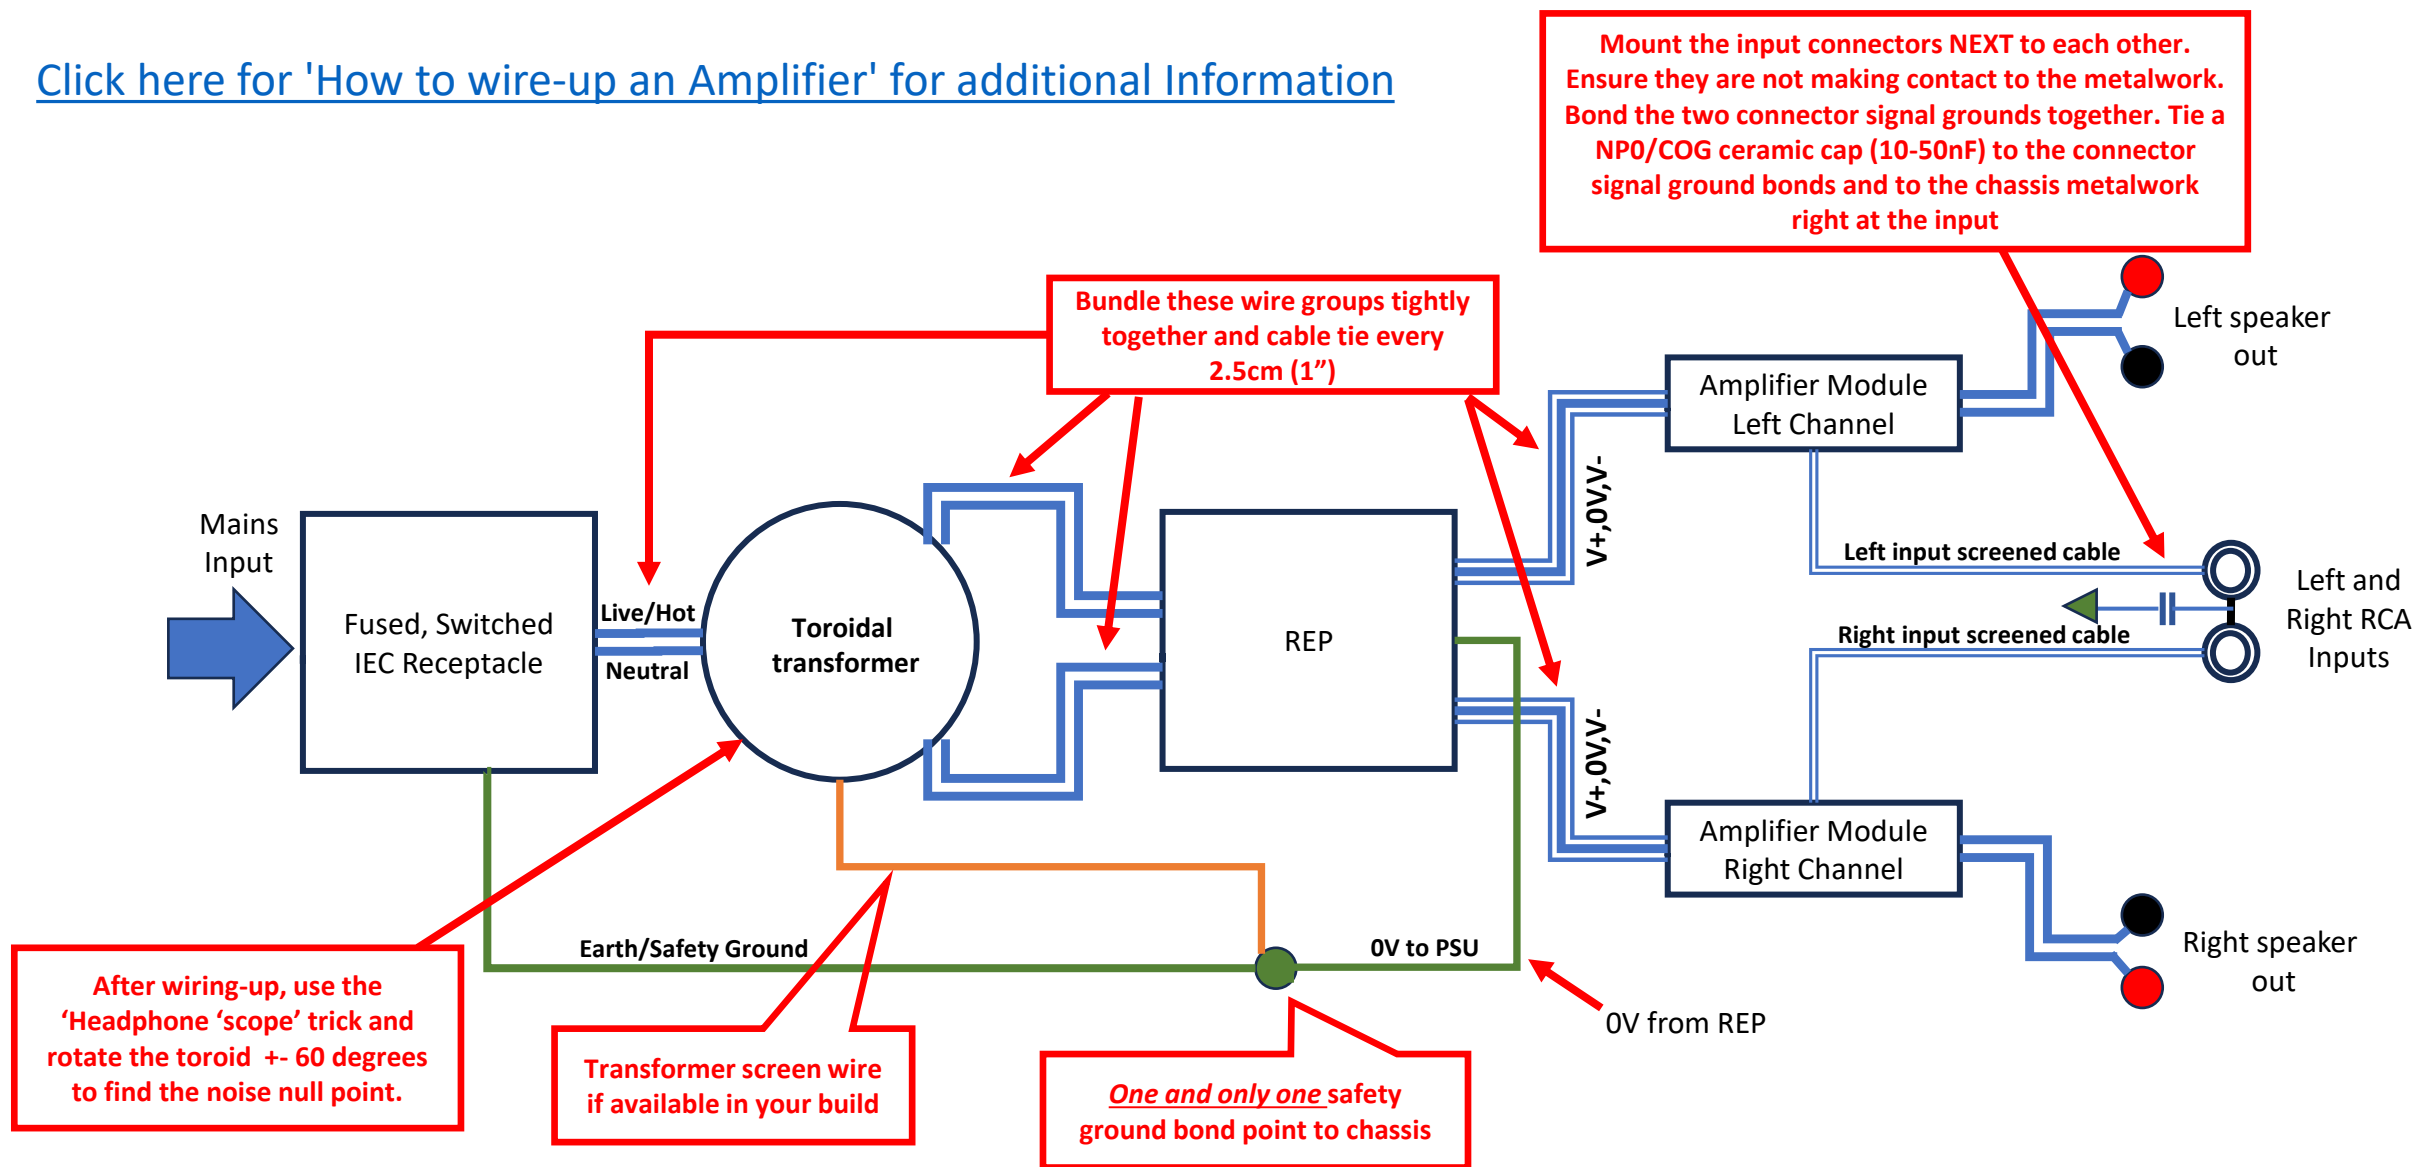 Click here for 'How to wire-up an Amplifier' for additional Information
Mount the input connectors NEXT to each other.
Ensure they are not making contact to the metalwork.
Bond the two connector signal grounds together. Tie a
NP0/COG ceramic cap (10-50nF) to the connector
signal ground bonds and to the chassis metalwork
right at the input
Bundle these wire groups tightly
together and cable tie every
2.5cm (1”)
Left speaker
out
Amplifier Module
Left Channel
V+,0V,V-
Mains
Input
Fused, Switched
IEC Receptacle
Live/Hot
Neutral
Toroidal
transformer
REP
Left input screened cable
Right input screened cable
Left and
Right RCA
Inputs
V+,0V,V-
Amplifier Module
Right Channel
Right speaker
out
Earth/Safety Ground
0V to PSU
0V from REP
After wiring-up, use the
‘Headphone ‘scope’ trick and
rotate the toroid  +- 60 degrees
to find the noise null point.
Transformer screen wire
if available in your build
One and only one safety
ground bond point to chassis